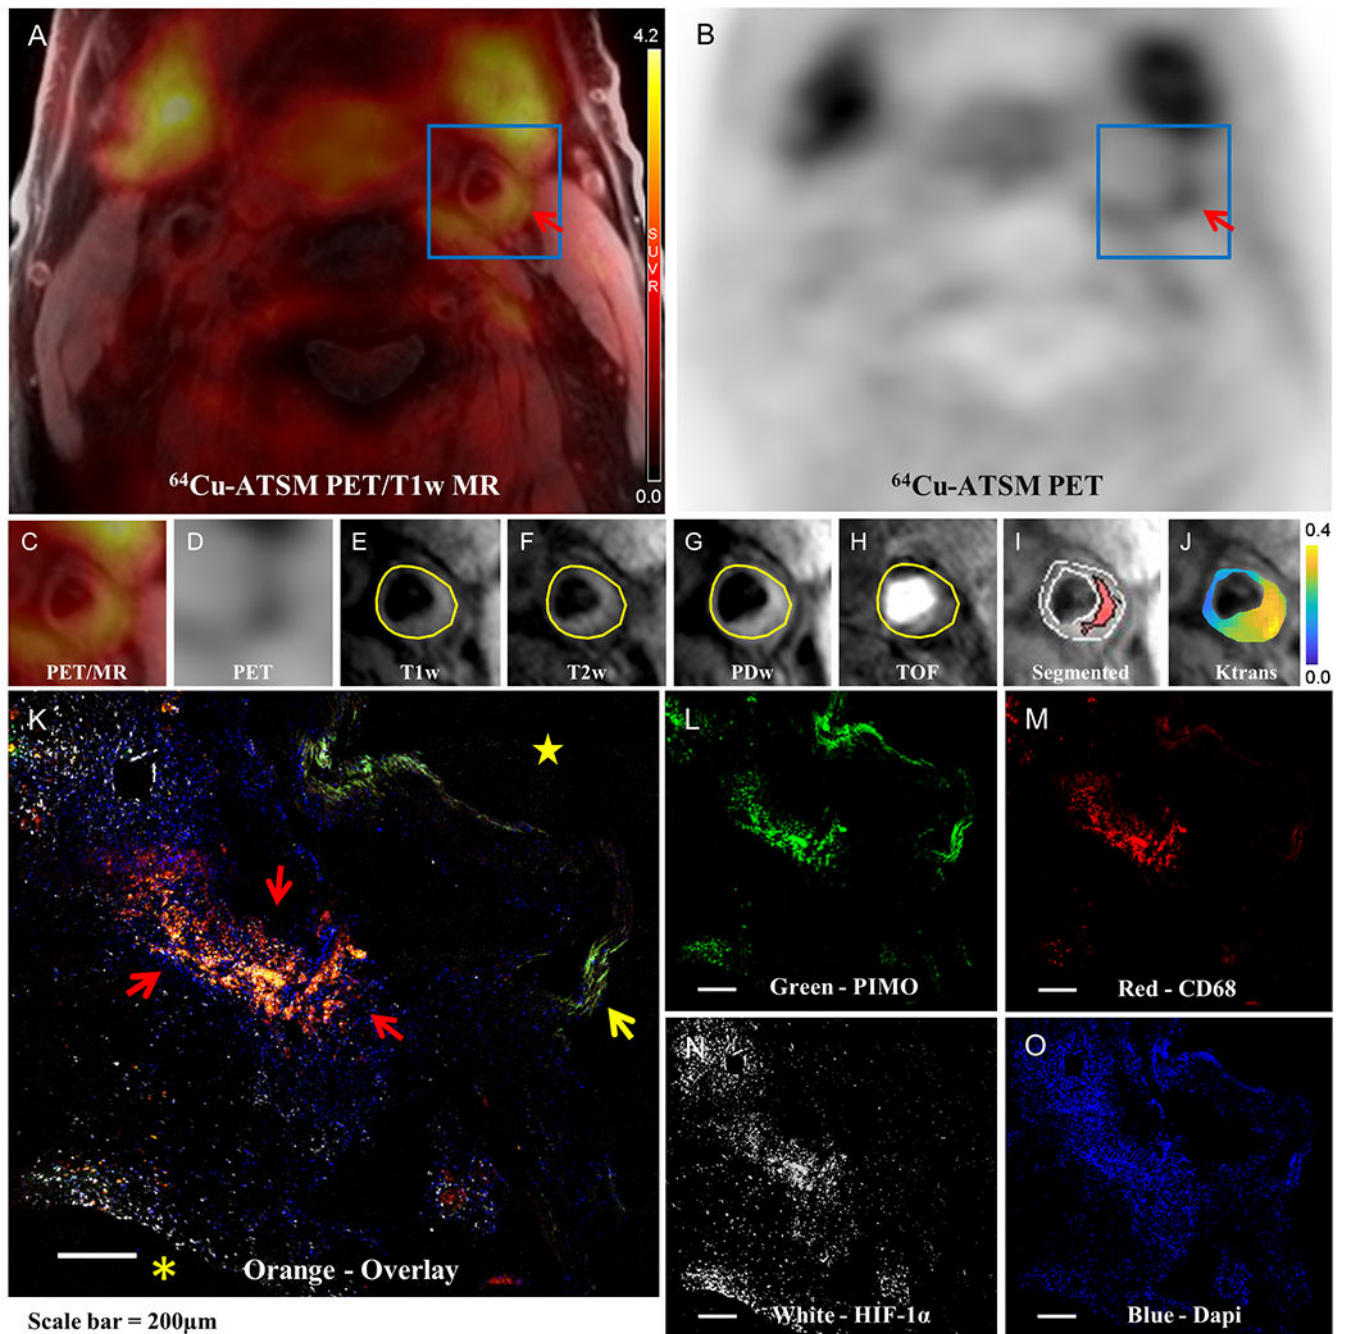 A
4.2
S
U
V
R
0.0
⁶⁴Cu-ATSM PET/T1w MR
B
⁶⁴Cu-ATSM PET
C
PET/MR
D
PET
E
T1w
F
T2w
G
PDw
H
TOF
I
Segmented
J
Ktrans
0.4
0.0
K
Orange - Overlay
L
Green - PIMO
M
Red - CD68
N
White - HIF-1α
O
Blue - Dapi
Scale bar = 200μm